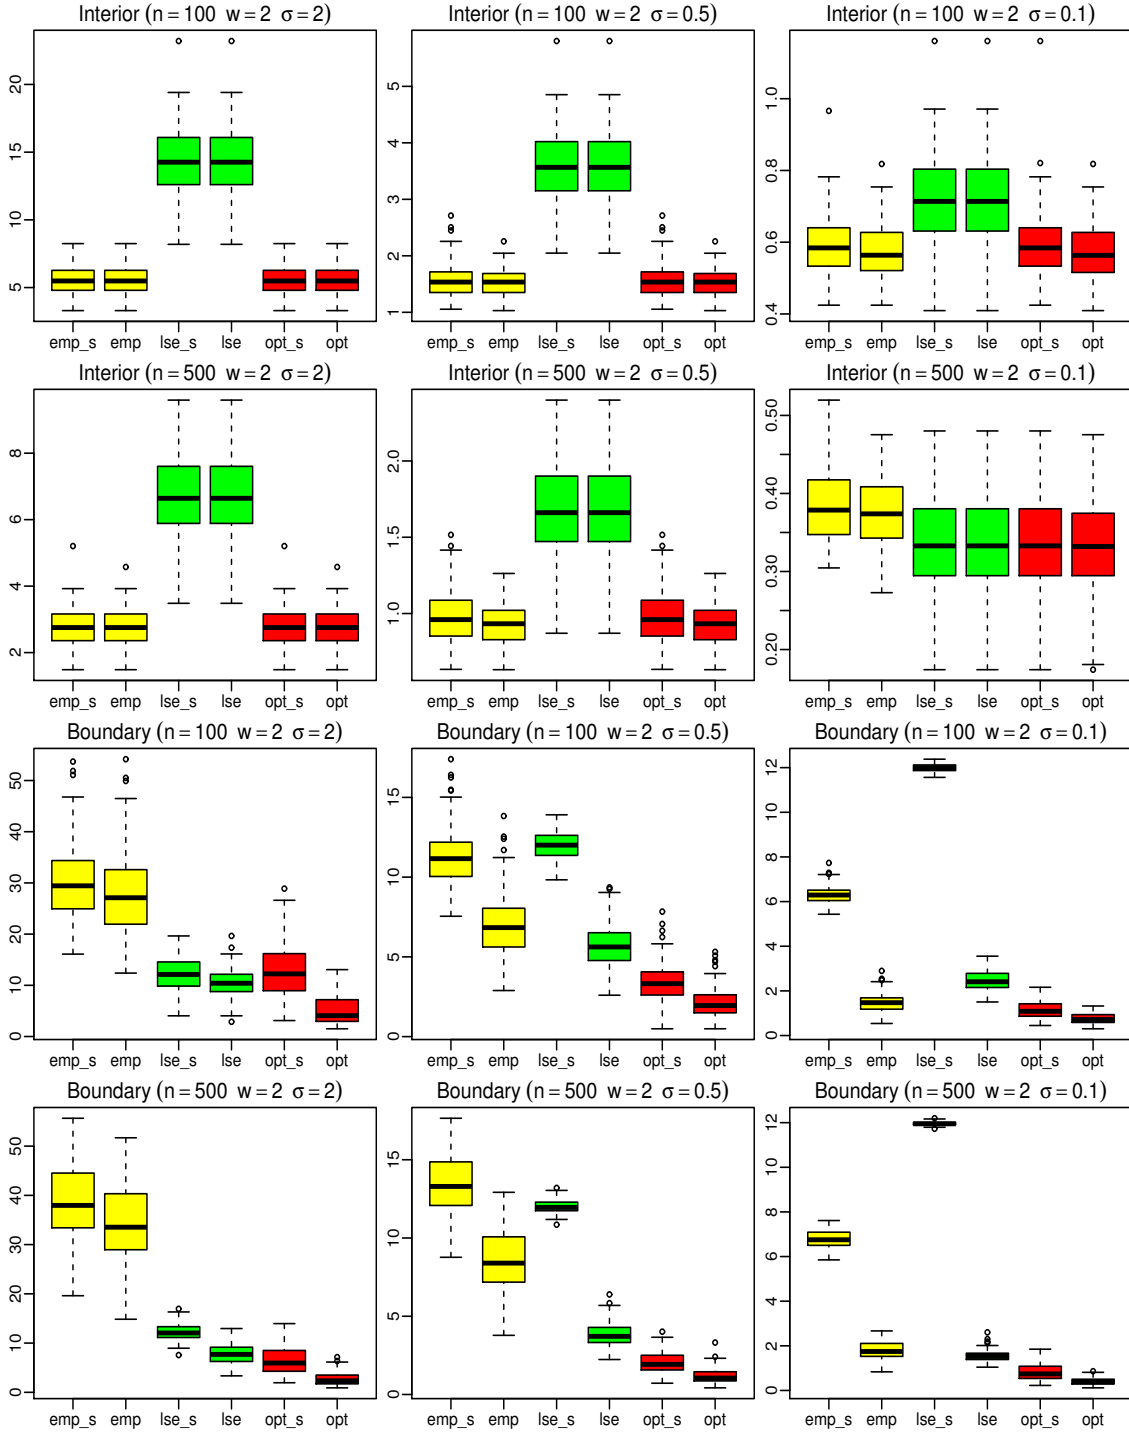 Interior (n = 100 w = 2 σ = 2)
20
15
10
5
emp_s emp lse_s lse opt_s opt
Interior (n = 100 w = 2 σ = 0.5)
5
4
3
2
1
emp_s emp lse_s lse opt_s opt
Interior (n = 100 w = 2 σ = 0.1)
1.0
0.8
0.6
0.4
emp_s emp lse_s lse opt_s opt
Interior (n = 500 w = 2 σ = 2)
8
6
4
2
emp_s emp lse_s lse opt_s opt
Interior (n = 500 w = 2 σ = 0.5)
2.0
1.5
1.0
emp_s emp lse_s lse opt_s opt
Interior (n = 500 w = 2 σ = 0.1)
0.50
0.40
0.30
0.20
emp_s emp lse_s lse opt_s opt
Boundary (n = 100 w = 2 σ = 2)
50
40
30
20
10
0
emp_s emp lse_s lse opt_s opt
Boundary (n = 100 w = 2 σ = 0.5)
15
10
5
0
emp_s emp lse_s lse opt_s opt
Boundary (n = 100 w = 2 σ = 0.1)
12
10
8
6
4
2
0
emp_s emp lse_s lse opt_s opt
Boundary (n = 500 w = 2 σ = 2)
50
40
30
20
10
0
emp_s emp lse_s lse opt_s opt
Boundary (n = 500 w = 2 σ = 0.5)
15
10
5
0
emp_s emp lse_s lse opt_s opt
Boundary (n = 500 w = 2 σ = 0.1)
12
10
8
6
4
2
0
emp_s emp lse_s lse opt_s opt